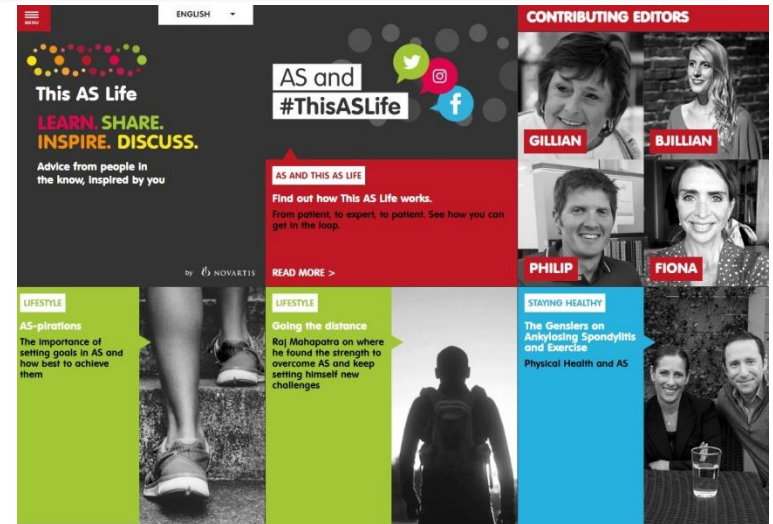 MENU
ENGLISH
This AS Life
LEARN. SHARE.
INSPIRE. DISCUSS.
Advice from people in
the know, inspired by you
by NOVARTIS
AS and
#ThisASLife
AS AND THIS AS LIFE
Find out how This AS Life works.
From patient, to expert, to patient. See how you can
get in the loop.
READ MORE >
CONTRIBUTING EDITORS
GILLIAN
BJILLIAN
PHILIP
FIONA
LIFESTYLE
AS-pirations
The importance of
setting goals in AS and
how best to achieve
them
LIFESTYLE
Going the distance
Raj Mahapatra on where
he found the strength to
overcome AS and keep
setting himself new
challenges
STAYING HEALTHY
The Genslers on
Ankylosing Spondylitis
and Exercise
Physical Health and AS